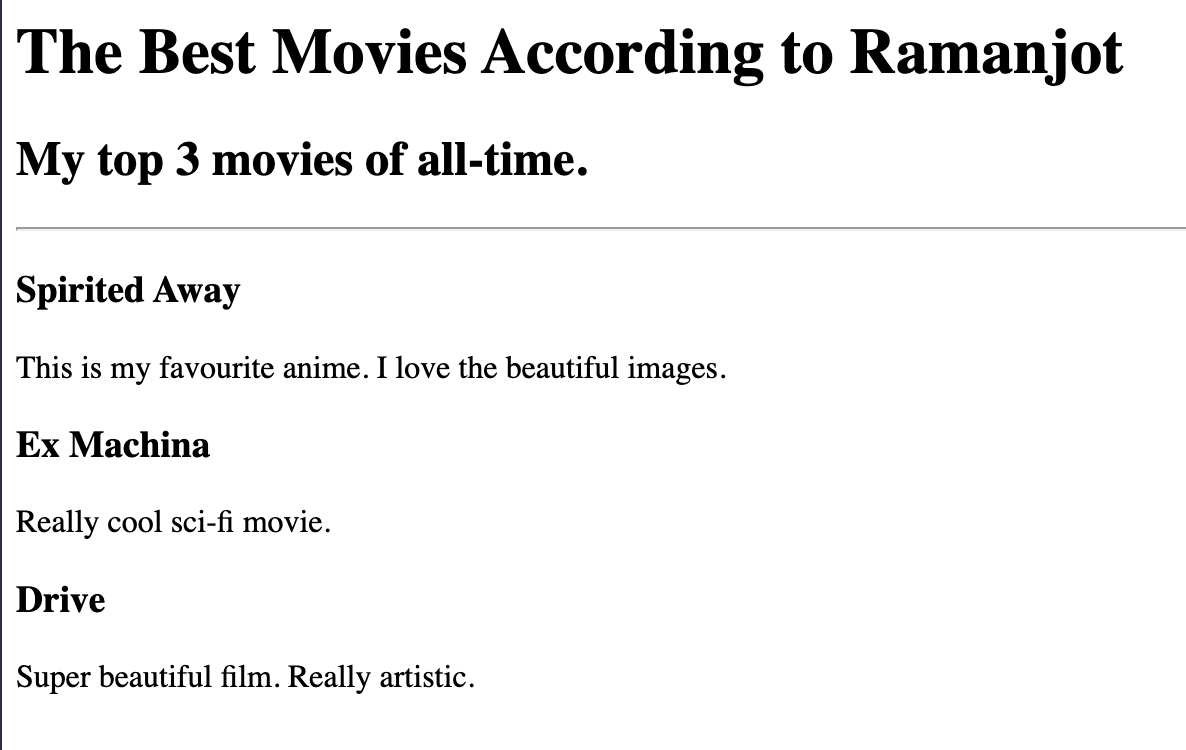 The Best Movies According to Ramanjot
My top 3 movies of all-time.
Spirited Away
This is my favourite anime. I love the beautiful images.
Ex Machina
Really cool sci-fi movie.
Drive
Super beautiful film. Really artistic.